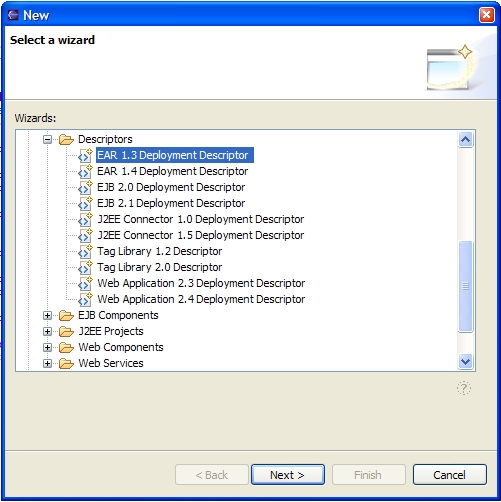 New
Select a wizard
Wizards:
Descriptors
EAR 1.3 Deployment Descriptor
EAR 1.4 Deployment Descriptor
EJB 2.0 Deployment Descriptor
EJB 2.1 Deployment Descriptor
J2EE Connector 1.0 Deployment Descriptor
J2EE Connector 1.5 Deployment Descriptor
Tag Library 1.2 Descriptor
Tag Library 2.0 Descriptor
Web Application 2.3 Deployment Descriptor
Web Application 2.4 Deployment Descriptor
EJB Components
J2EE Projects
Web Components
Web Services
?
< Back Next > Finish Cancel